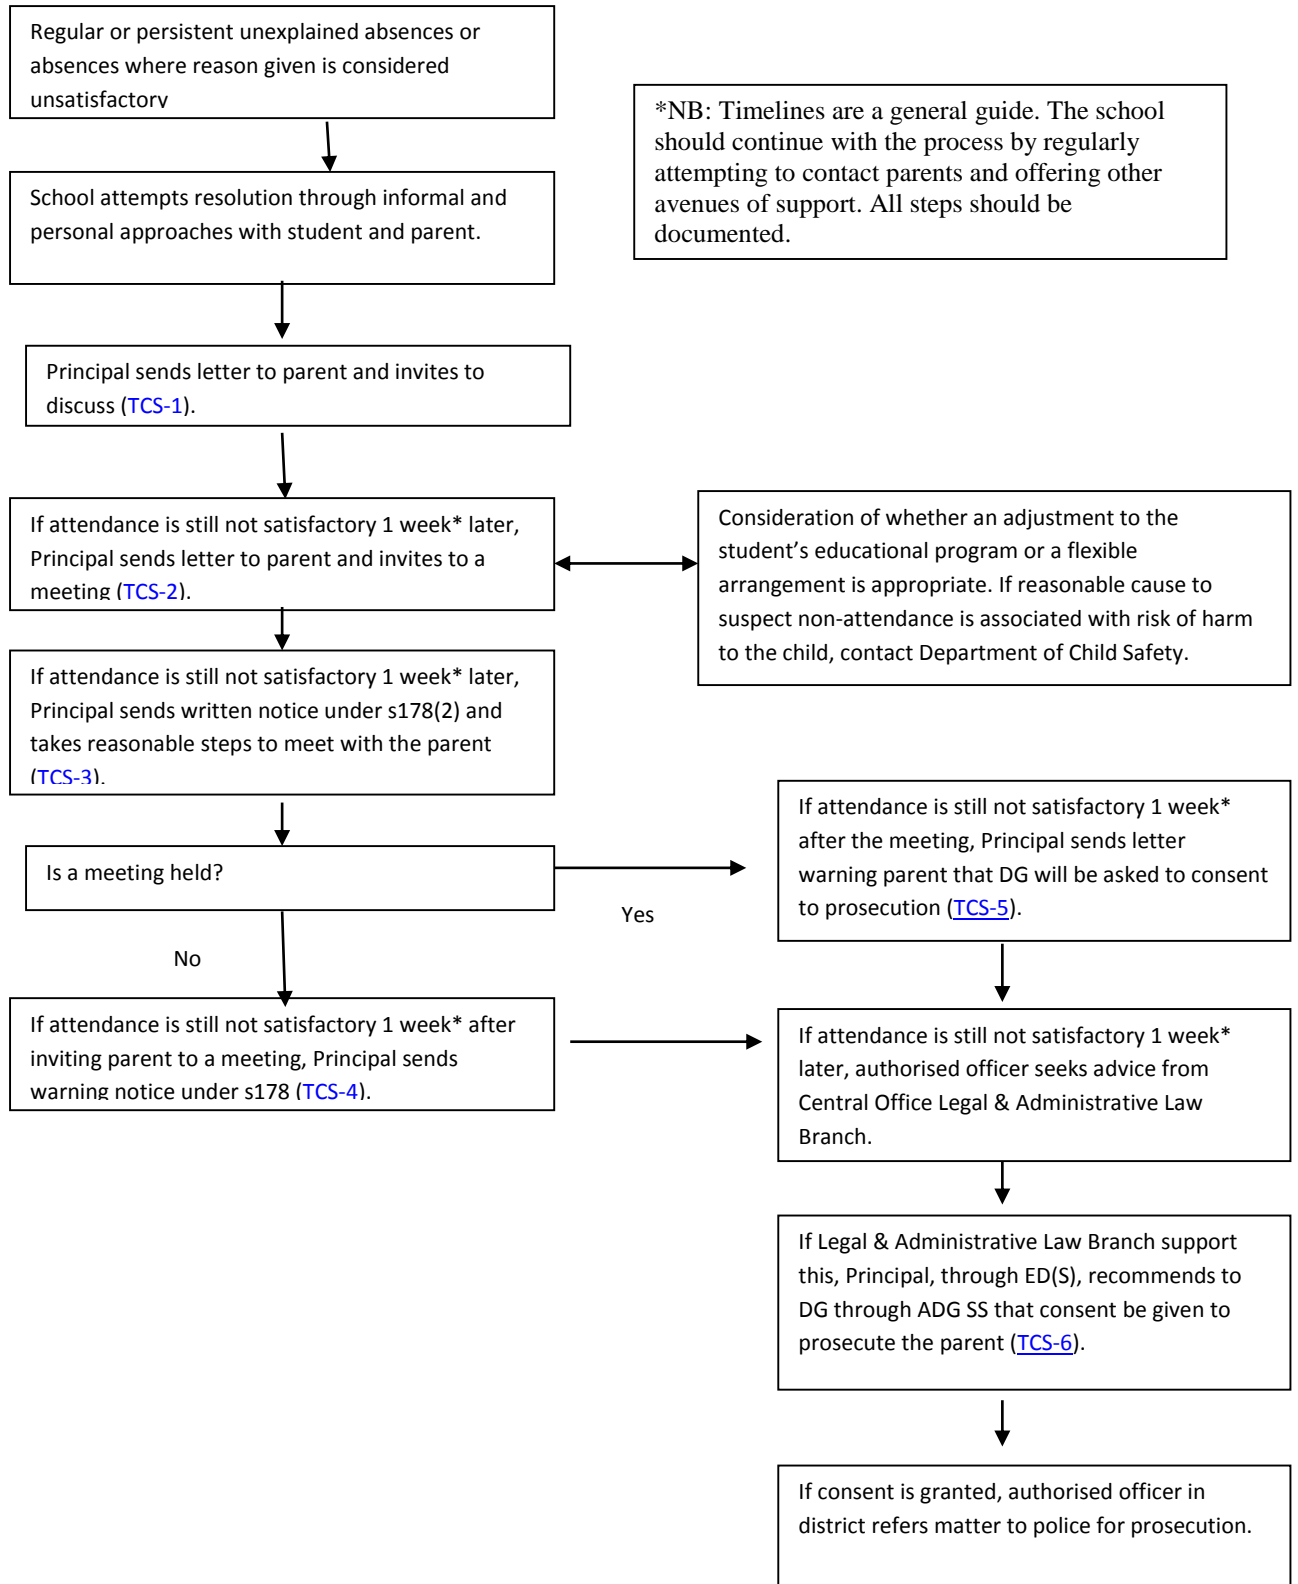 Regular or persistent unexplained absences or
absences where reason given is considered
unsatisfactory
*NB: Timelines are a general guide. The school
should continue with the process by regularly
attempting to contact parents and offering other
avenues of support. All steps should be
documented.
School attempts resolution through informal and
personal approaches with student and parent.
Principal sends letter to parent and invites to
discuss (TCS-1).
If attendance is still not satisfactory 1 week* later,
Principal sends letter to parent and invites to a
meeting (TCS-2).
Consideration of whether an adjustment to the
student’s educational program or a flexible
arrangement is appropriate. If reasonable cause to
suspect non-attendance is associated with risk of harm
to the child, contact Department of Child Safety.
If attendance is still not satisfactory 1 week* later,
Principal sends written notice under s178(2) and
takes reasonable steps to meet with the parent
(TCS-3).
Is a meeting held?
Yes
No
If attendance is still not satisfactory 1 week*
after the meeting, Principal sends letter
warning parent that DG will be asked to consent
to prosecution (TCS-5).
If attendance is still not satisfactory 1 week* after
inviting parent to a meeting, Principal sends
warning notice under s178 (TCS-4).
If attendance is still not satisfactory 1 week*
later, authorised officer seeks advice from
Central Office Legal & Administrative Law
Branch.
If Legal & Administrative Law Branch support
this, Principal, through ED(S), recommends to
DG through ADG SS that consent be given to
prosecute the parent (TCS-6).
If consent is granted, authorised officer in
district refers matter to police for prosecution.